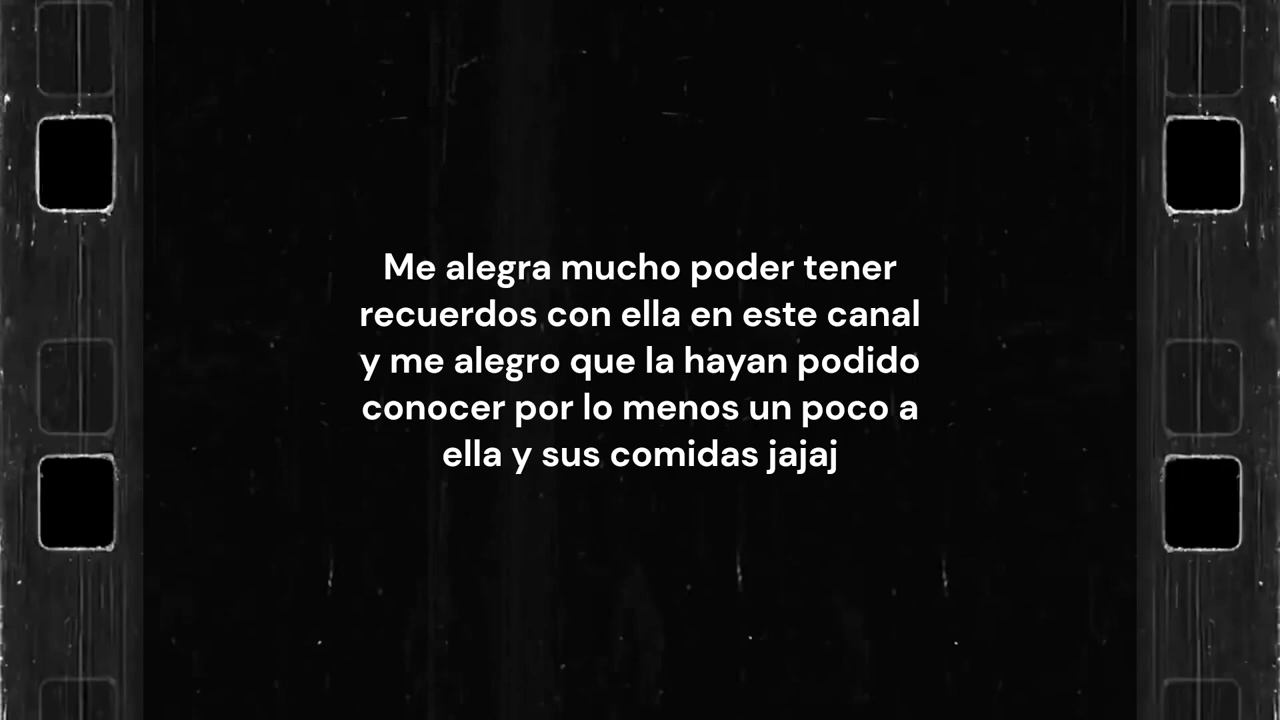 Me alegra mucho poder tener
recuerdos con ella en este canal
y me alegro que la hayan podido
conocer por lo menos un poco a
ella y sus comidas jajaj